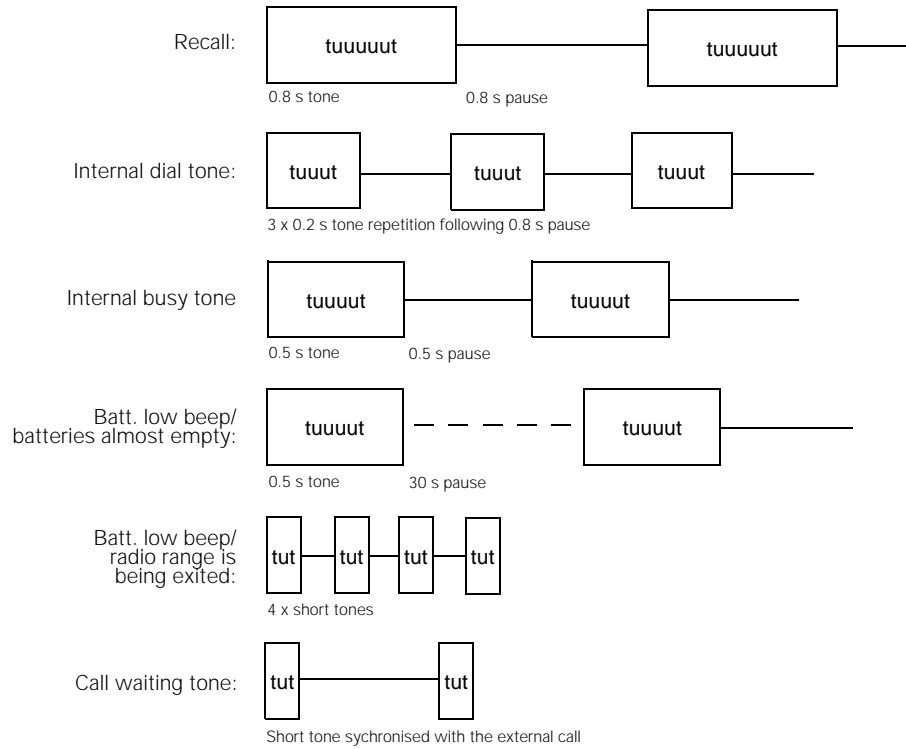 Recall:
tuuuuut
tuuuuut
0.8 s tone
0.8 s pause
Internal dial tone:
tuuut
tuuut
tuuut
3 x 0.2 s tone repetition following 0.8 s pause
Internal busy tone
tuuuut
tuuuut
0.5 s tone
0.5 s pause
Batt. low beep/
batteries almost empty:
tuuuut
tuuuut
0.5 s tone
30 s pause
Batt. low beep/
radio range is
being exited:
tut
tut
tut
tut
4 x short tones
Call waiting tone:
tut
tut
Short tone sychronised with the external call